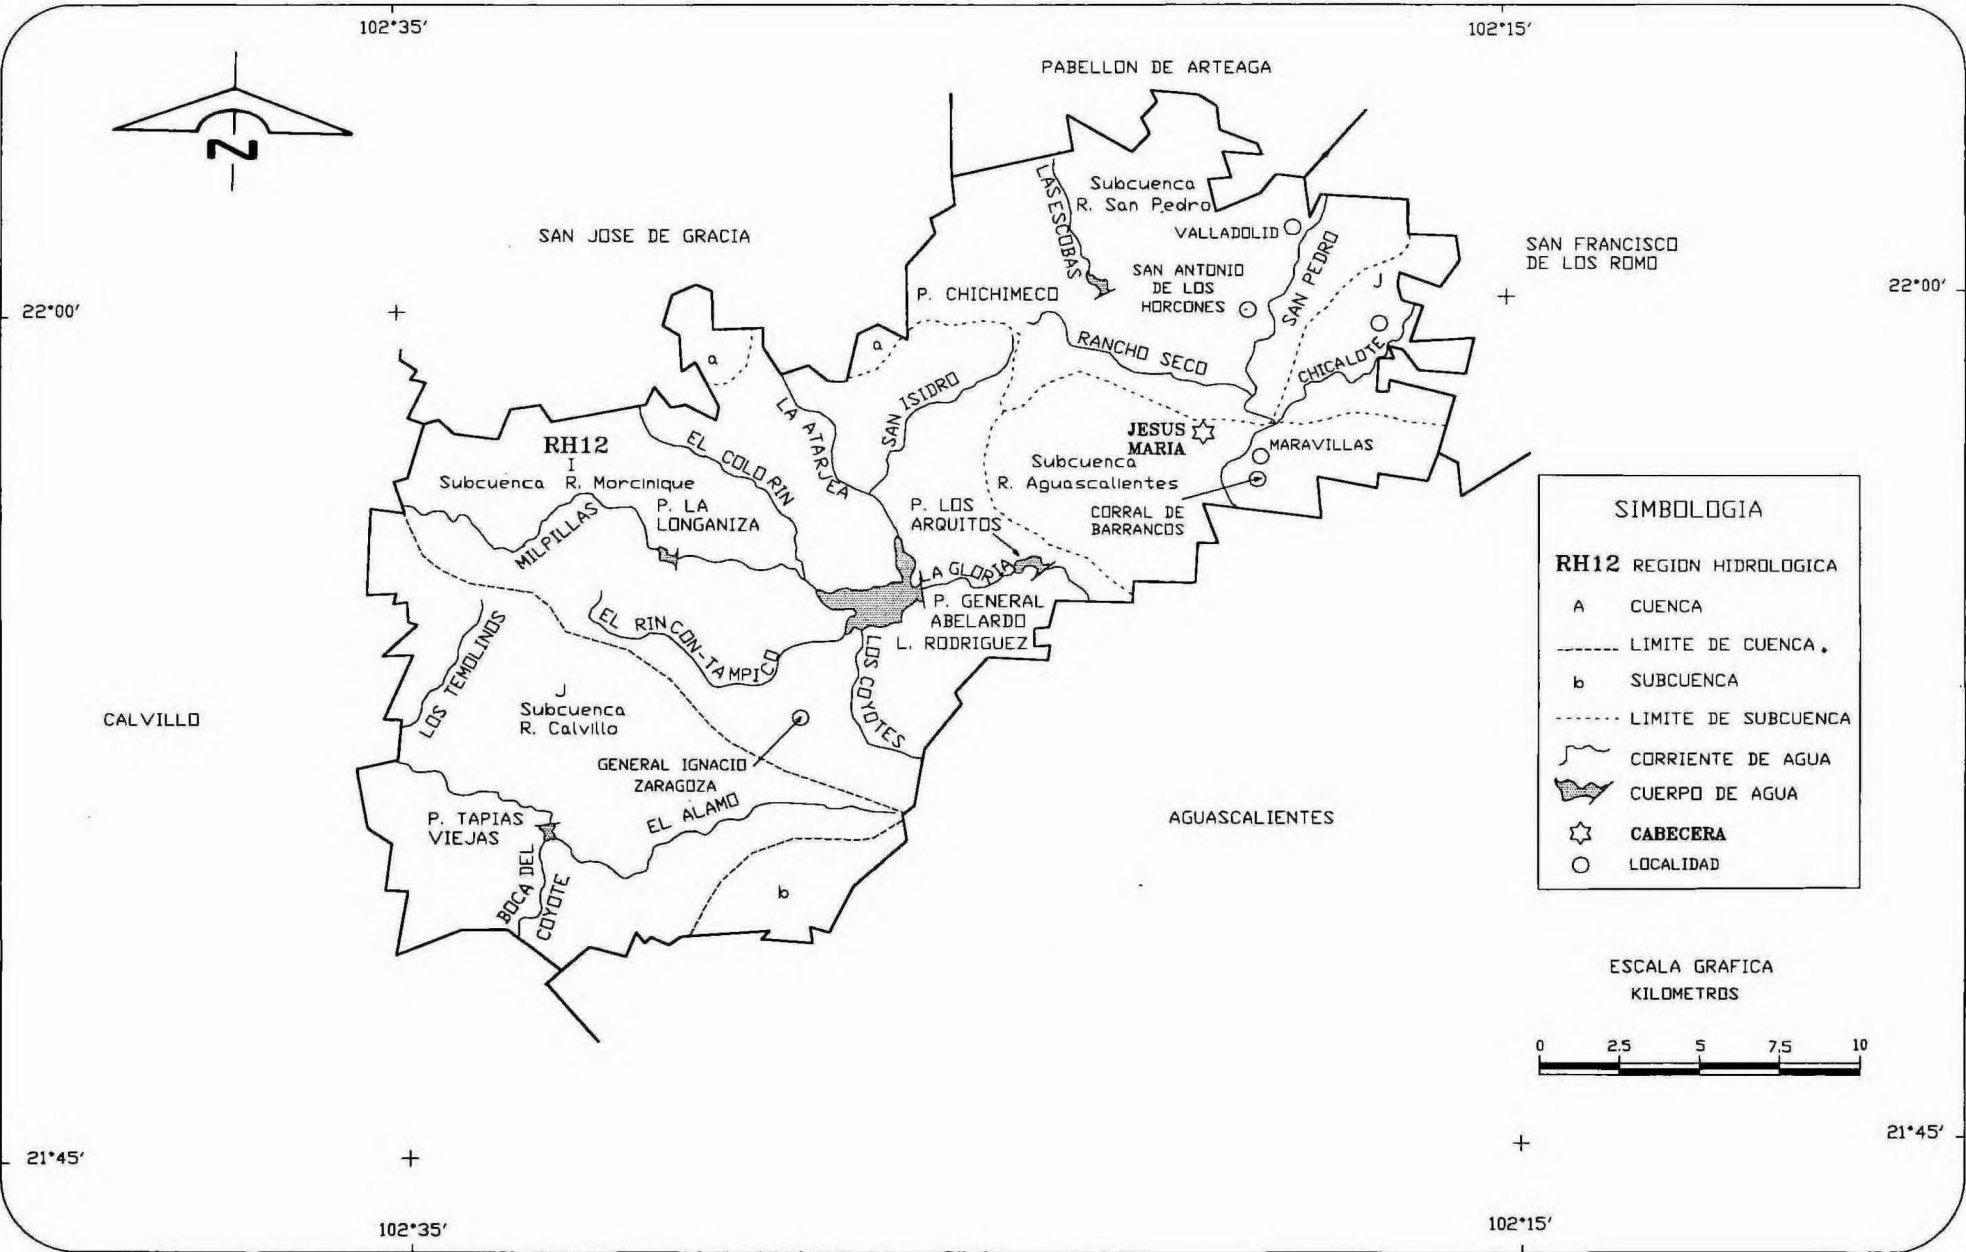 102°35′
102°15′
PABELLON DE ARTEAGA
N
LAS ESCOBAS
Subcuenca
R. San Pedro
SAN JOSE DE GRACIA
VALLADOLID
SAN PEDRO
SAN FRANCISCO
DE LOS ROMO
SAN ANTONIO
DE LOS
HORCONES
J
P. CHICHIMECO
22°00′
22°00′
a
a
RANCHO SECO
CHICALOTE
SAN ISIDRO
LA ATARJEA
EL COLORIN
RH12
I
Subcuenca R. Morcinique
JESUS
MARIA
MARAVILLAS
Subcuenca
R. Aguascalientes
CORRAL DE
BARRANCOS
P. LA
LONGANIZA
P. LOS
ARQUITOS
MILPILLAS
LA GLORIA
P. GENERAL
ABELARDO
L. RODRIGUEZ
EL RINCON-TAMPICO
LOS TEMOLINOS
LOS COYOTES
J
Subcuenca
R. Calvillo
CALVILLO
GENERAL IGNACIO
ZARAGOZA
EL ALAMO
P. TAPIAS
VIEJAS
BOCA DEL
COYOTE
b
AGUASCALIENTES
SIMBOLOGIA
RH12 REGION HIDROLOGICA
A CUENCA
LIMITE DE CUENCA.
b SUBCUENCA
LIMITE DE SUBCUENCA
CORRIENTE DE AGUA
CUERPO DE AGUA
CABECERA
LOCALIDAD
ESCALA GRAFICA
KILOMETROS
0 2.5 5 7.5 10
21°45′
21°45′
102°35′
102°15′